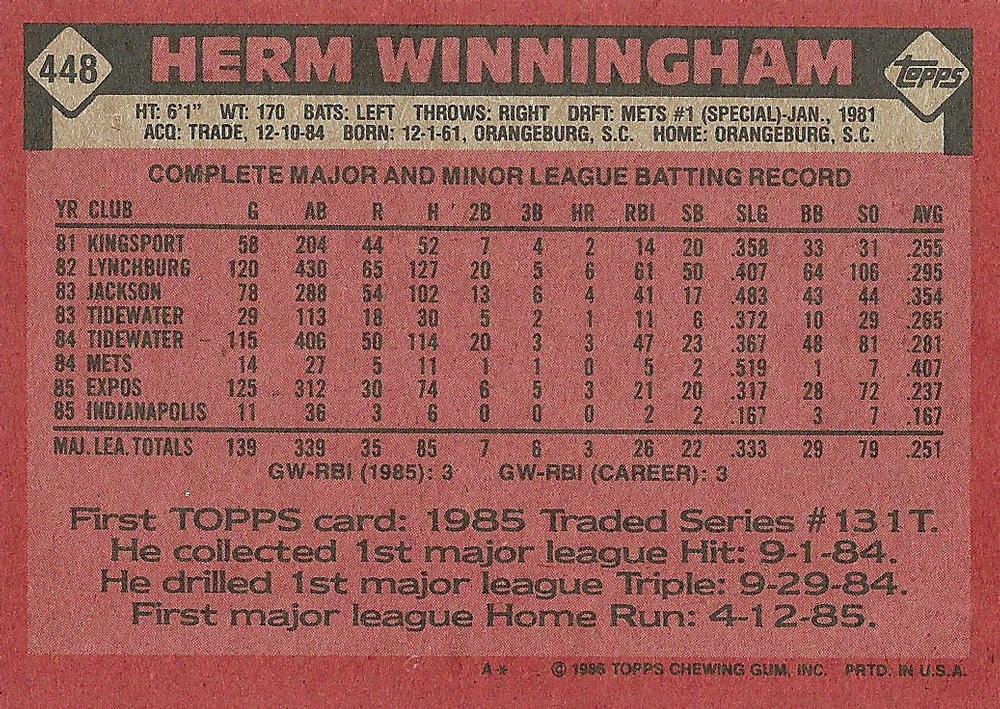 448 HERM WINNINGHAM topps
HT: 6'1" WT: 170 BATS: LEFT THROWS: RIGHT DRFT: METS #1 (SPECIAL)-JAN., 1981
ACQ: TRADE, 12-10-84 BORN: 12-1-61, ORANGEBURG, S.C. HOME: ORANGEBURG, S.C.
COMPLETE MAJOR AND MINOR LEAGUE BATTING RECORD
YR CLUB G AB R H 2B 3B HR RBI SB SLG BB SO AVG
81 KINGSPORT 58 204 44 52 7 4 2 14 20 .358 33 31 .255
82 LYNCHBURG 120 430 65 127 20 5 6 61 50 .407 64 106 .295
83 JACKSON 78 288 54 102 13 6 4 41 17 .483 43 44 .354
83 TIDEWATER 29 113 18 30 5 2 1 11 6 .372 10 29 .265
84 TIDEWATER 115 406 50 114 20 3 3 47 23 .367 48 81 .281
84 METS 14 27 5 11 1 1 0 5 2 .519 1 7 .407
85 EXPOS 125 312 30 74 6 5 3 21 20 .317 28 72 .237
85 INDIANAPOLIS 11 36 3 6 0 0 0 2 2 .167 3 7 .167
MAJ. LEA. TOTALS 139 339 35 85 7 6 3 26 22 .333 29 79 .251
GW-RBI (1985): 3 GW-RBI (CAREER): 3
First TOPPS card: 1985 Traded Series #131T.
He collected 1st major league Hit: 9-1-84.
He drilled 1st major league Triple: 9-29-84.
First major league Home Run: 4-12-85.
A* © 1986 TOPPS CHEWING GUM, INC. PRTD. IN U.S.A.